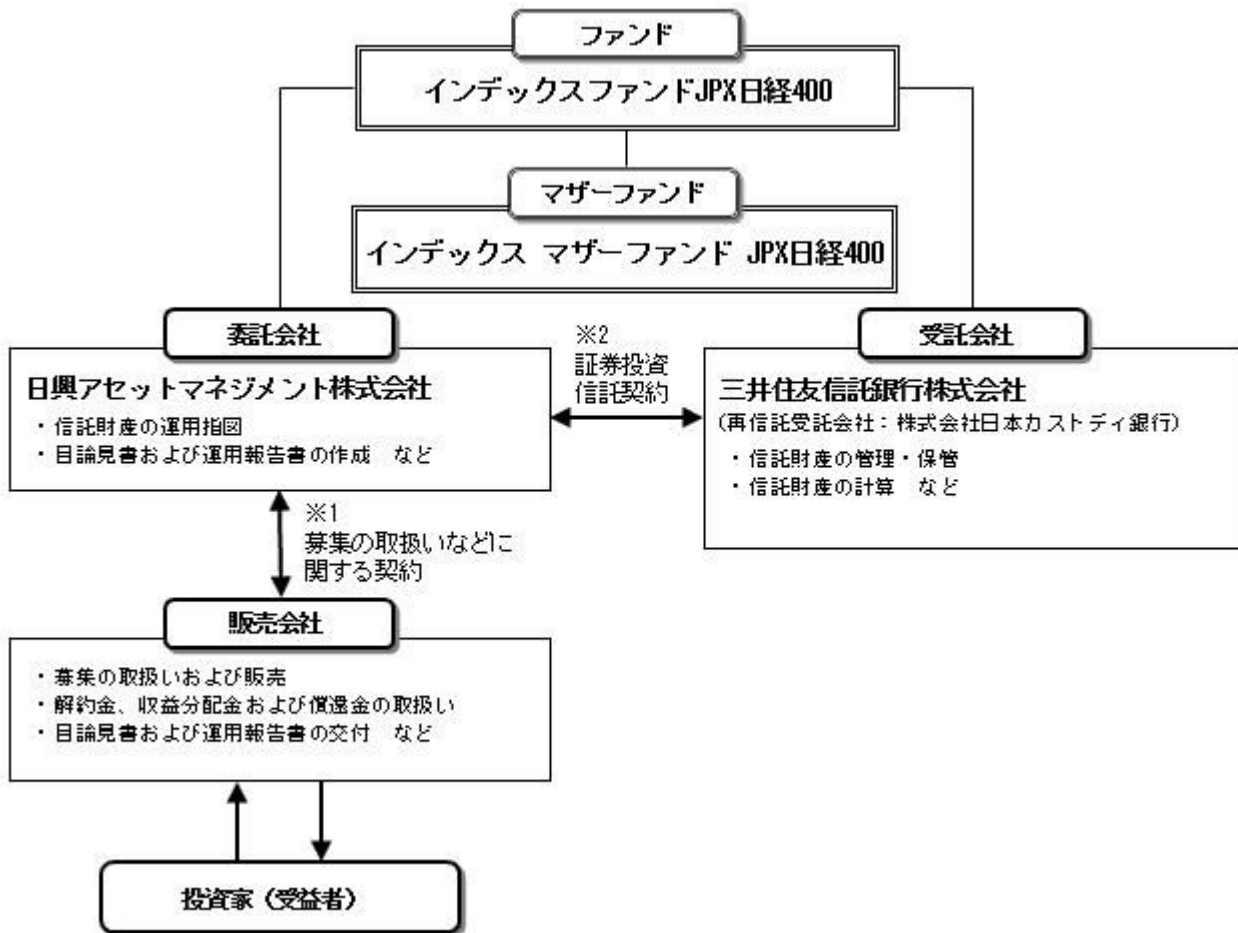 ファンド
インデックスファンドJPX日経400
マザーファンド
インデックス マザーファンド JPX日経400
委託会社
日興アセットマネジメント株式会社
・信託財産の運用指図
・目論見書および運用報告書の作成 など
※2
証券投資
信託契約
受託会社
三井住友信託銀行株式会社
(再信託受託会社:株式会社日本カストディ銀行)
・信託財産の管理・保管
・信託財産の計算 など
※1
募集の取扱いなどに
関する契約
販売会社
・募集の取扱いおよび販売
・解約金、収益分配金および償還金の取扱い
・目論見書および運用報告書の交付 など
投資家(受益者)